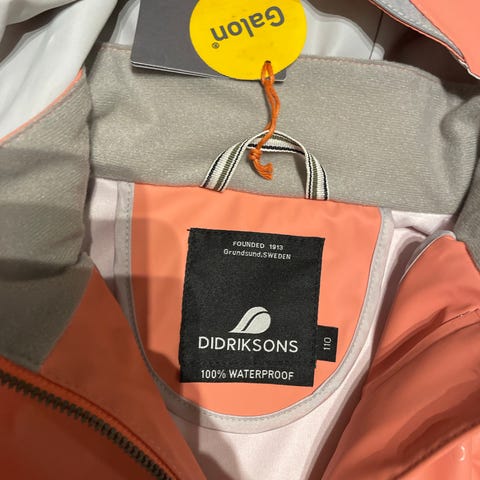 Galon®
FOUNDED 1913
Grundsund.SWEDEN
DIDRIKSONS
110
100% WATERPROOF